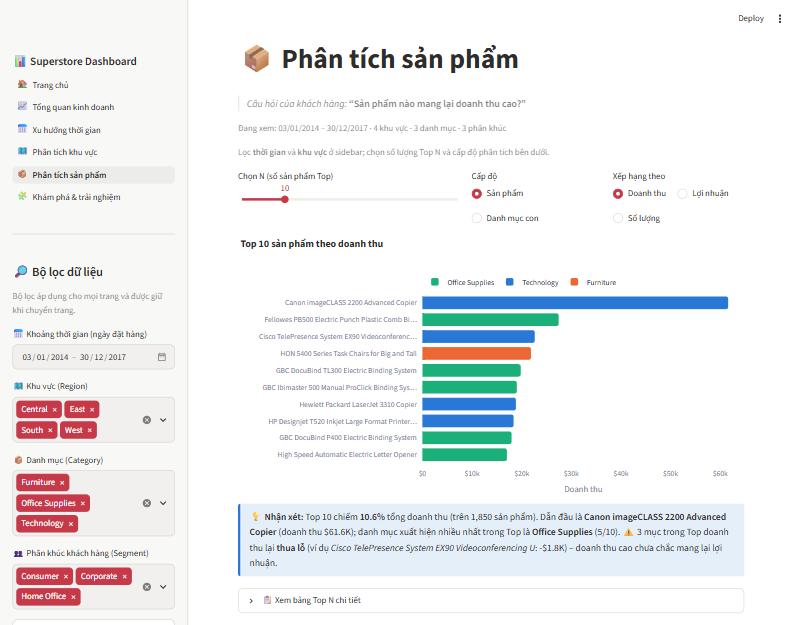 Deploy
Superstore Dashboard
Trang chủ
Tổng quan kinh doanh
Xu hướng thời gian
Phân tích khu vực
Phân tích sản phẩm
Khám phá & trải nghiệm
Bộ lọc dữ liệu
Bộ lọc áp dụng cho mọi trang và được giữ
khi chuyển trang.
Khoảng thời gian (ngày đặt hàng)
03 / 01 / 2014 – 30 / 12 / 2017
Khu vực (Region)
Central × East ×
South × West ×
Danh mục (Category)
Furniture ×
Office Supplies ×
Technology ×
Phân khúc khách hàng (Segment)
Consumer × Corporate ×
Home Office ×
Phân tích sản phẩm
Câu hỏi của khách hàng: “Sản phẩm nào mang lại doanh thu cao?”
Đang xem: 03/01/2014 – 30/12/2017 · 4 khu vực · 3 danh mục · 3 phân khúc
Lọc thời gian và khu vực ở sidebar; chọn số lượng Top N và cấp độ phân tích bên dưới.
Chọn N (số sản phẩm Top)
10
Cấp độ
Sản phẩm
Danh mục con
Xếp hạng theo
Doanh thu Lợi nhuận
Số lượng
Top 10 sản phẩm theo doanh thu
Office Supplies Technology Furniture
Canon imageCLASS 2200 Advanced Copier
Fellowes PB500 Electric Punch Plastic Comb Bi…
Cisco TelePresence System EX90 Videoconferenc…
HON 5400 Series Task Chairs for Big and Tall
GBC DocuBind TL300 Electric Binding System
GBC Ibimaster 500 Manual ProClick Binding Sys…
Hewlett Packard LaserJet 3310 Copier
HP Designjet T520 Inkjet Large Format Printer…
GBC DocuBind P400 Electric Binding System
High Speed Automatic Electric Letter Opener
$0 $10k $20k $30k $40k $50k $60k
Doanh thu
Nhận xét: Top 10 chiếm 10.6% tổng doanh thu (trên 1,850 sản phẩm). Dẫn đầu là Canon imageCLASS 2200 Advanced
Copier (doanh thu $61.6K); danh mục xuất hiện nhiều nhất trong Top là Office Supplies (5/10). ⚠️ 3 mục trong Top doanh
thu lại thua lỗ (ví dụ Cisco TelePresence System EX90 Videoconferencing U: -$1.8K) – doanh thu cao chưa chắc mang lại lợi
nhuận.
Xem bảng Top N chi tiết